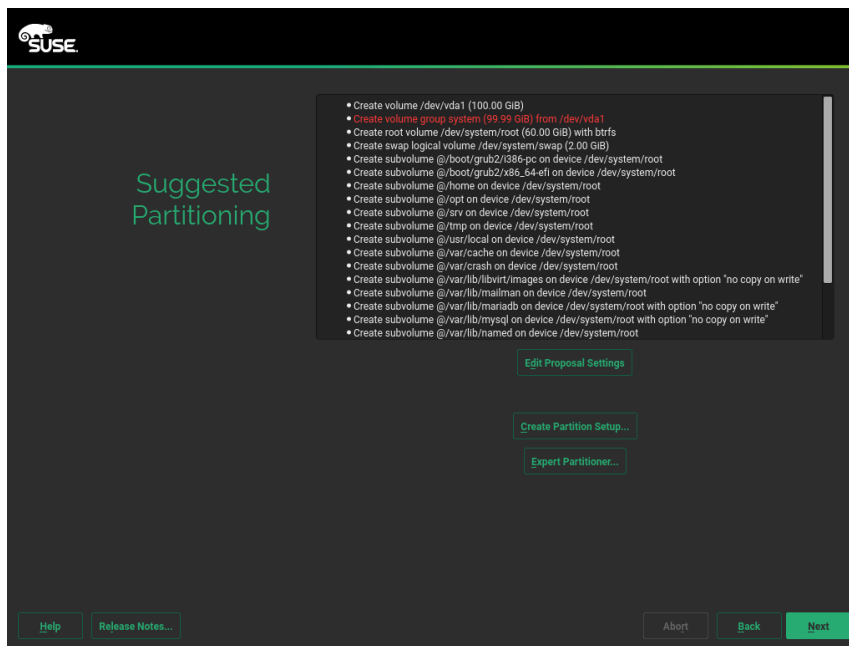 SUSE.
Suggested
Partitioning
• Create volume /dev/vda1 (100.00 GiB)
• Create volume group system (99.99 GiB) from /dev/vda1
• Create root volume /dev/system/root (60.00 GiB) with btrfs
• Create swap logical volume /dev/system/swap (2.00 GiB)
• Create subvolume @/boot/grub2/i386-pc on device /dev/system/root
• Create subvolume @/boot/grub2/x86_64-efi on device /dev/system/root
• Create subvolume @/home on device /dev/system/root
• Create subvolume @/opt on device /dev/system/root
• Create subvolume @/srv on device /dev/system/root
• Create subvolume @/tmp on device /dev/system/root
• Create subvolume @/usr/local on device /dev/system/root
• Create subvolume @/var/cache on device /dev/system/root
• Create subvolume @/var/crash on device /dev/system/root
• Create subvolume @/var/lib/libvirt/images on device /dev/system/root with option "no copy on write"
• Create subvolume @/var/lib/mailman on device /dev/system/root
• Create subvolume @/var/lib/mariadb on device /dev/system/root with option "no copy on write"
• Create subvolume @/var/lib/mysql on device /dev/system/root with option "no copy on write"
• Create subvolume @/var/lib/named on device /dev/system/root
Edit Proposal Settings
Create Partition Setup...
Expert Partitioner...
Help
Release Notes...
Abort
Back
Next